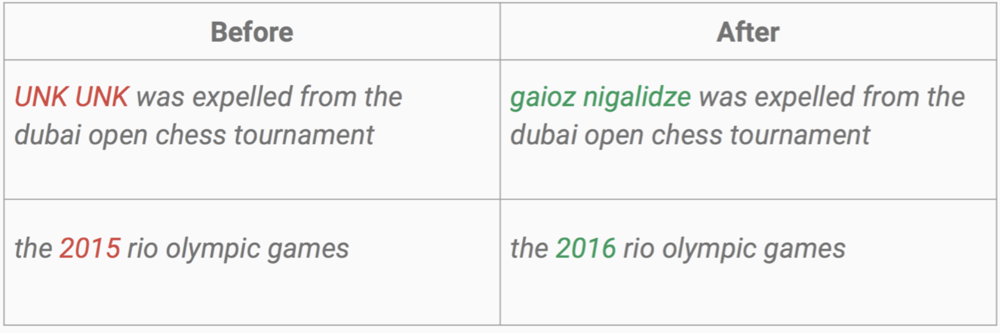 Before
After
UNK UNK was expelled from the
dubai open chess tournament
gaioz nigalidze was expelled from the
dubai open chess tournament
the 2015 rio olympic games
the 2016 rio olympic games